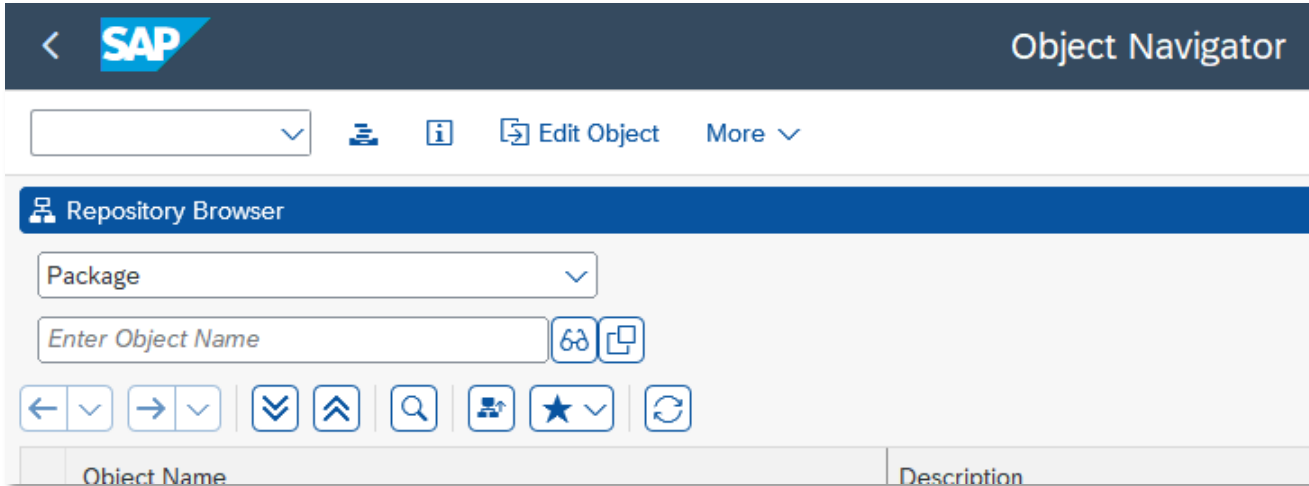 SAP Object Navigator
Edit Object More
Repository Browser
Package
Enter Object Name
Object Name Description